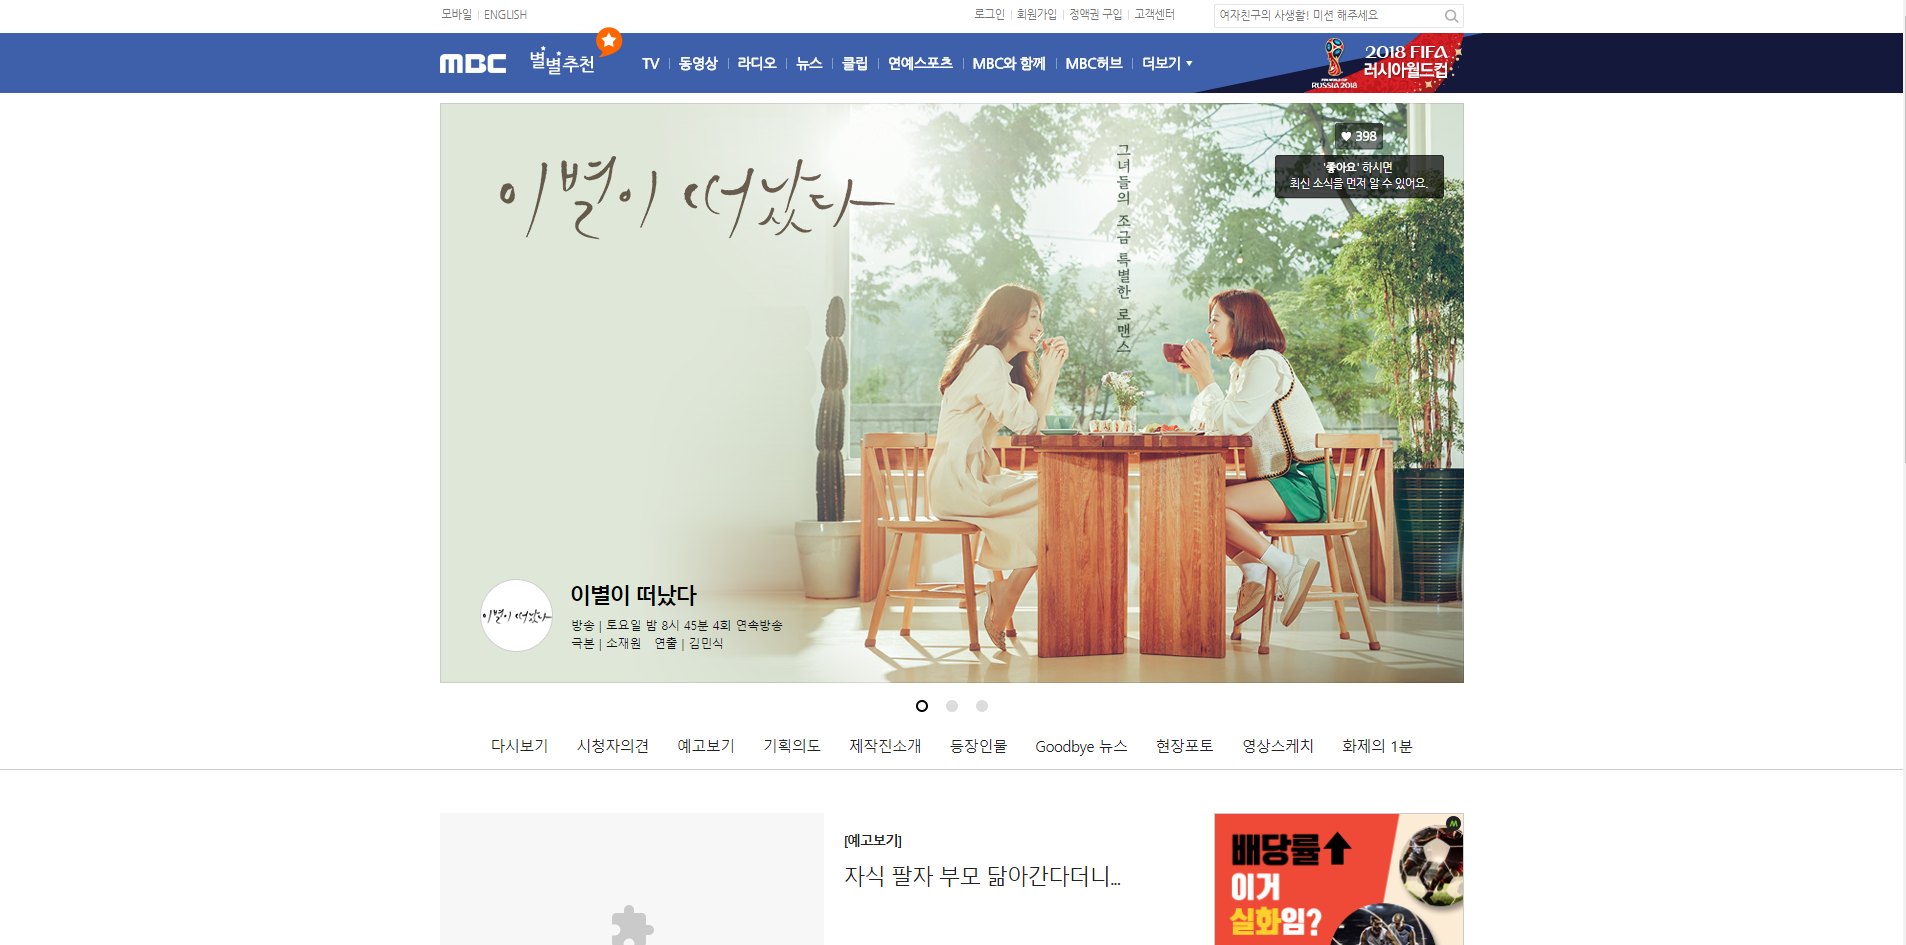 모바일 ENGLISH
로그인 회원가입 정액권 구입 고객센터
여자친구의 사생활! 미션 해주세요
MBC
별별추천
TV 동영상 라디오 뉴스 클립 연예스포츠 MBC와 함께 MBC허브 더보기
RUSSIA 2018
2018 FIFA
러시아월드컵
이별이 떠났다
그녀들의 조금 특별한 로맨스
398
'좋아요' 하시면
최신 소식을 먼저 알 수 있어요.
이별이 떠났다
이별이 떠났다
방송 | 토요일 밤 8시 45분 4회 연속방송
극본 | 소재원 연출 | 김민식
다시보기 시청자의견 예고보기 기획의도 제작진소개 등장인물 Goodbye 뉴스 현장포토 영상스케치 화제의 1분
[예고보기]
자식 팔자 부모 닮아간다더니...
배당률
이거
실화임?